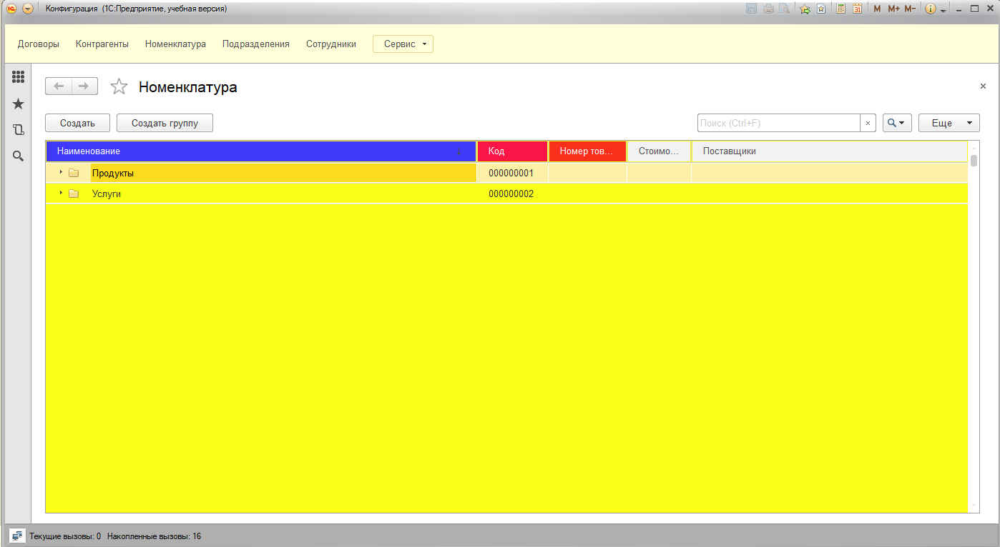 Конфигурация (1С:Предприятие, учебная версия) M M+ M-
Договоры Контрагенты Номенклатура Подразделения Сотрудники Сервис
Номенклатура
Создать Создать группу Поиск (Ctrl+F) × Еще
Наименование Код Номер тов... Стоимо... Поставщики
Продукты 000000001
Услуги 000000002
Текущие вызовы: 0 Накопленные вызовы: 16